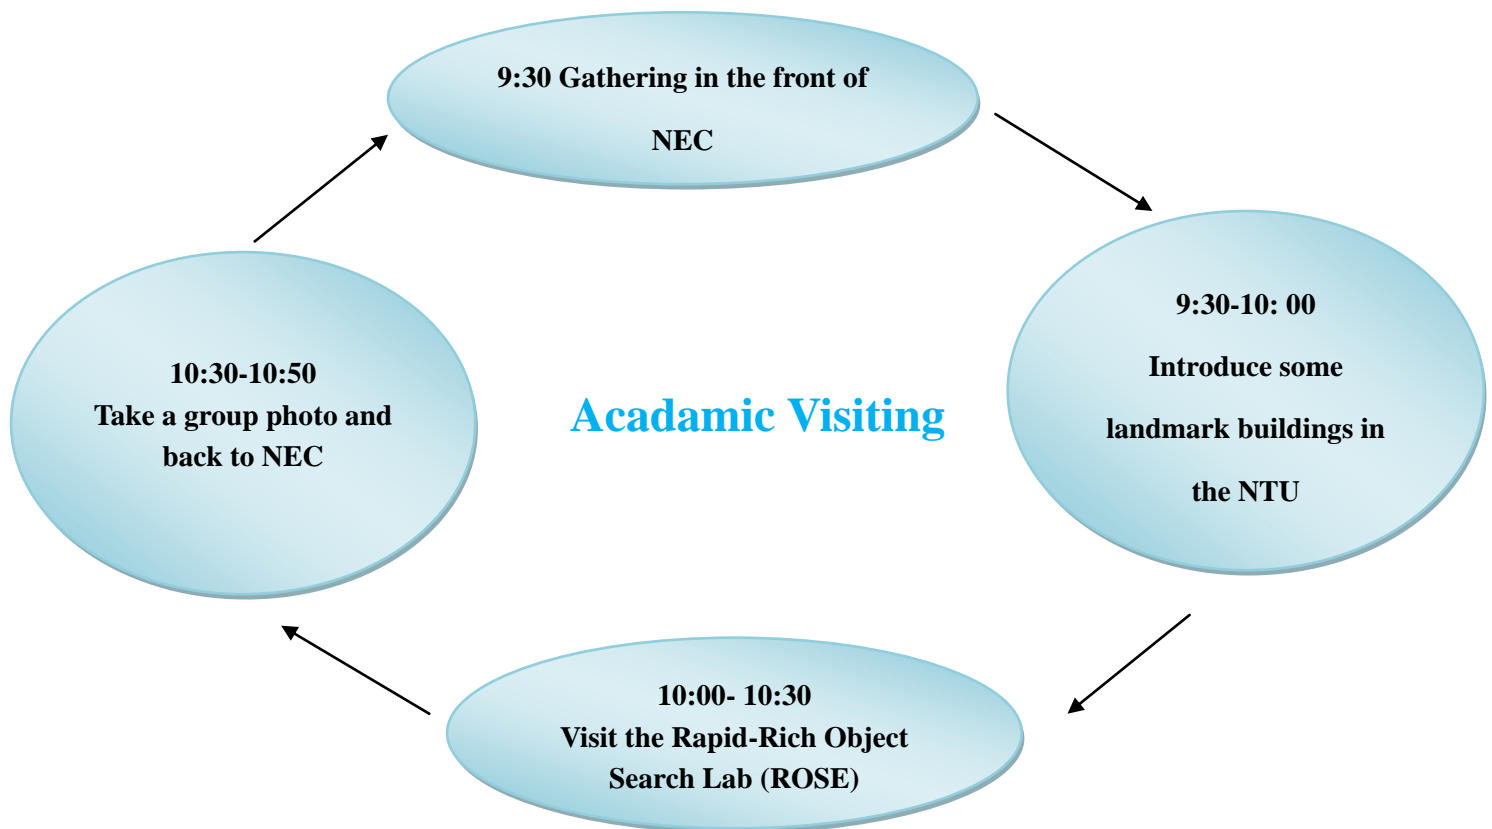 9:30 Gathering in the front of
NEC
9:30-10: 00
Introduce some
landmark buildings in
the NTU
10:30-10:50
Take a group photo and
back to NEC
Acadamic Visiting
10:00- 10:30
Visit the Rapid-Rich Object
Search Lab (ROSE)